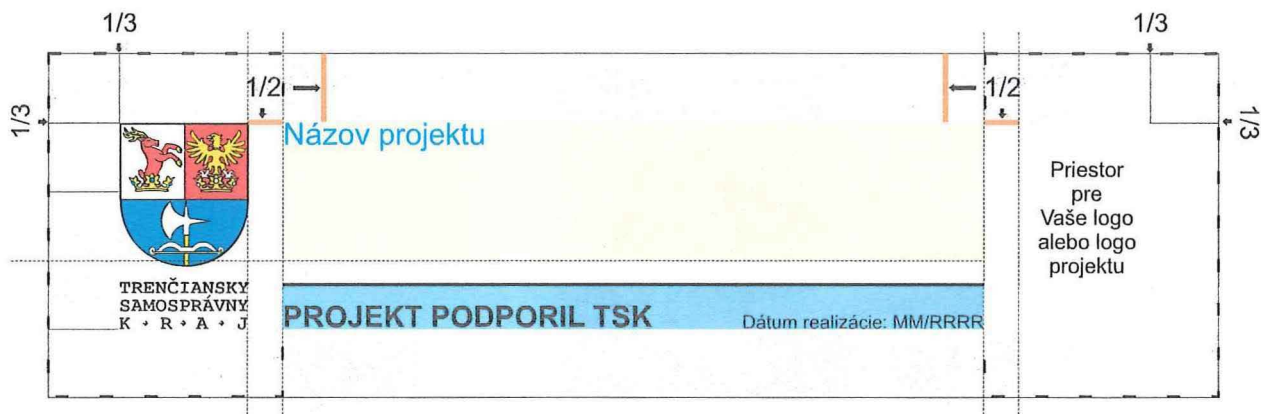 1/3
1/3
1/2
1/2
1/3
1/3
Názov projektu
Priestor
pre
Vaše logo
alebo logo
projektu
TRENČIANSKY
SAMOSPRÁVNY
K • R • A • J
PROJEKT PODPORIL TSK
Dátum realizácie: MM/RRRR